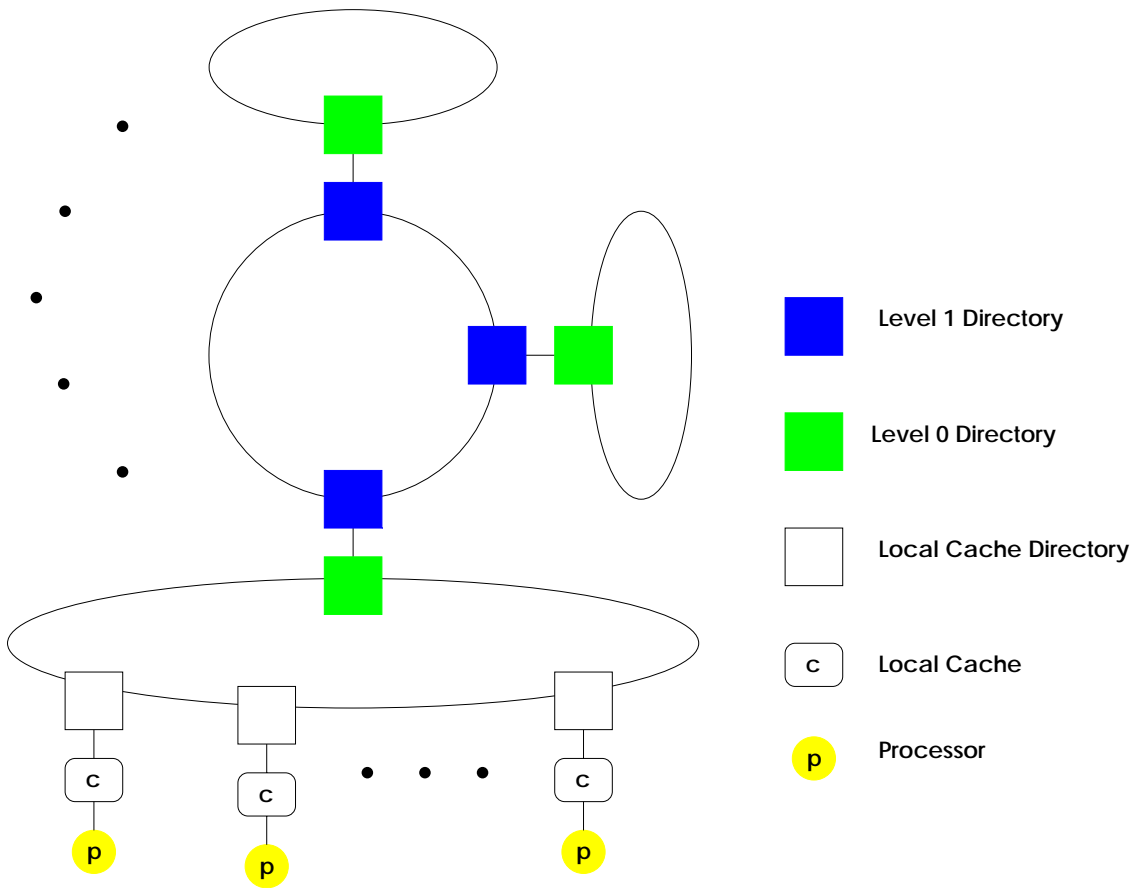 Level 1 Directory
Level 0 Directory
Local Cache Directory
C
Local Cache
p
Processor
C
C
C
p
p
p